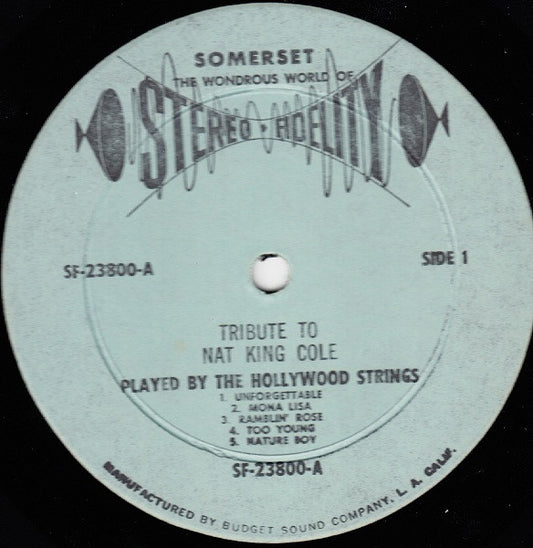 SOMERSET
THE WONDROUS WORLD OF
STEREO - FIDELITY
SF-23800-A
SIDE 1
TRIBUTE TO
NAT KING COLE
PLAYED BY THE HOLLYWOOD STRINGS
1. UNFORGETTABLE
2. MONA LISA
3. RAMBLIN' ROSE
4. TOO YOUNG
5. NATURE BOY
SF-23800-A
MANUFACTURED BY BUDGET SOUND COMPANY, L. A. CALIF.